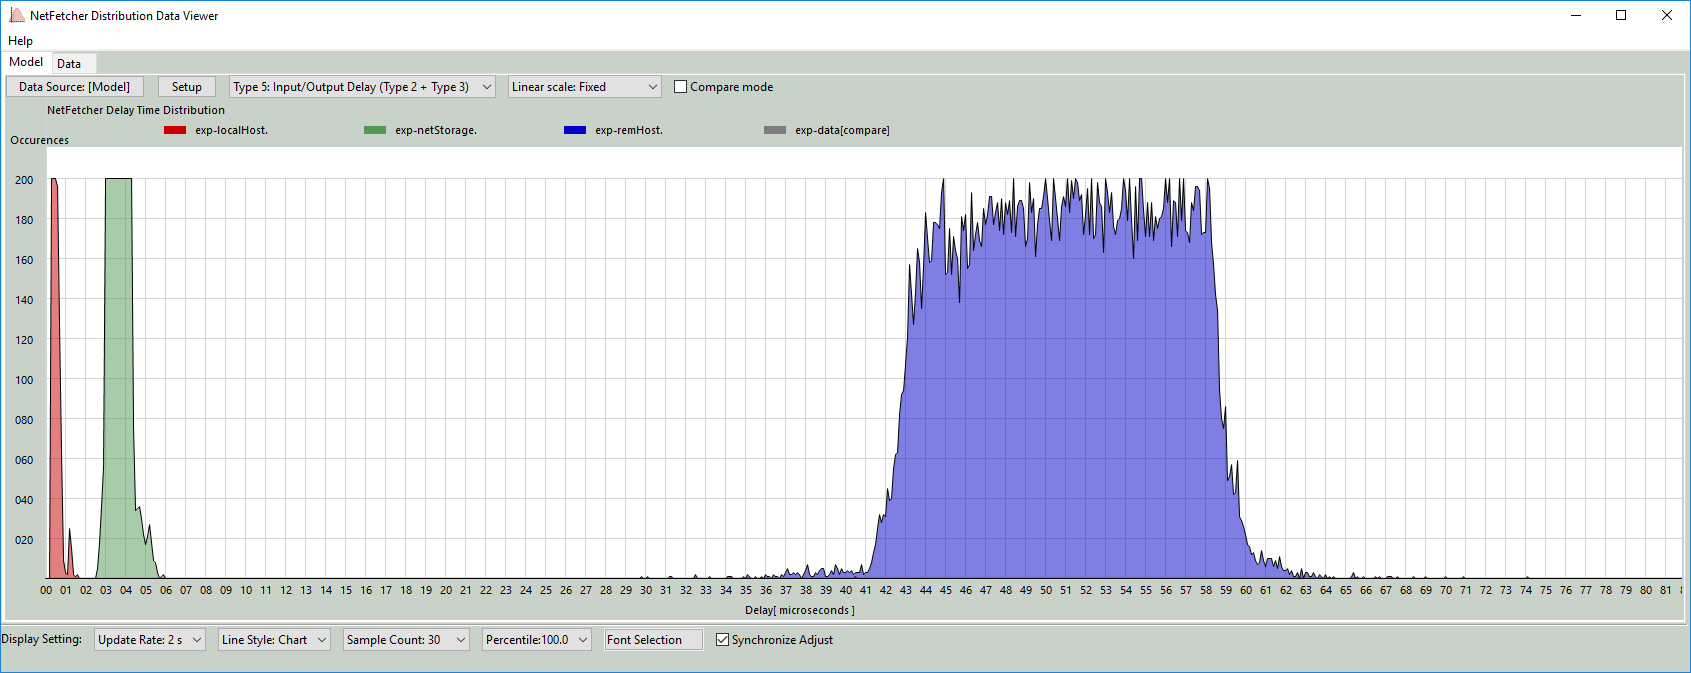 NetFetcher Distribution Data Viewer
Help
Model Data
Data Source: [Model] Setup Type 5: Input/Output Delay (Type 2 + Type 3) Linear scale: Fixed Compare mode
NetFetcher Delay Time Distribution
exp-localHost. exp-netStorage. exp-remHost. exp-data[compare]
Occurences
200
180
160
140
120
100
080
060
040
020
00 01 02 03 04 05 06 07 08 09 10 11 12 13 14 15 16 17 18 19 20 21 22 23 24 25 26 27 28 29 30 31 32 33 34 35 36 37 38 39 40 41 42 43 44 45 46 47 48 49 50 51 52 53 54 55 56 57 58 59 60 61 62 63 64 65 66 67 68 69 70 71 72 73 74 75 76 77 78 79 80 81
Delay[ microseconds ]
Display Setting: Update Rate: 2 s Line Style: Chart Sample Count: 30 Percentile:100.0 Font Selection Synchronize Adjust